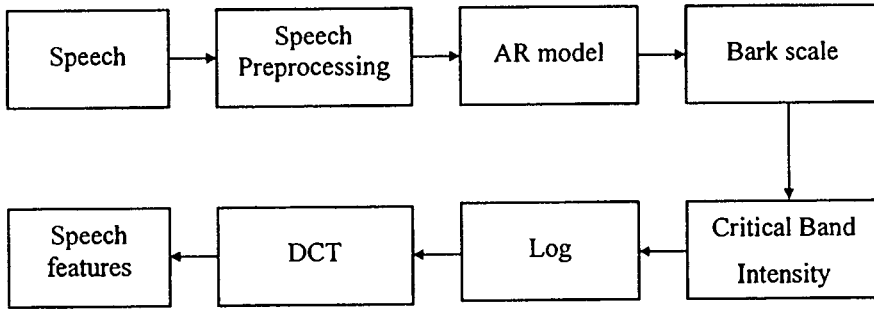 Speech
Speech
Preprocessing
AR model
Bark scale
Critical Band
Intensity
Log
DCT
Speech
features